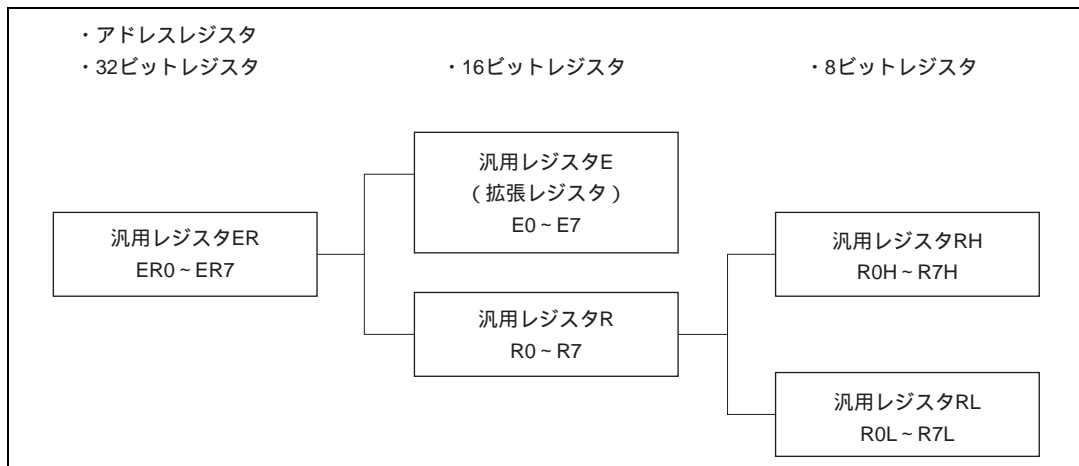 ・アドレスレジスタ
・32ビットレジスタ
・16ビットレジスタ
・8ビットレジスタ
汎用レジスタER
ER0～ER7
汎用レジスタE
（拡張レジスタ）
E0～E7
汎用レジスタR
R0～R7
汎用レジスタRH
R0H～R7H
汎用レジスタRL
R0L～R7L